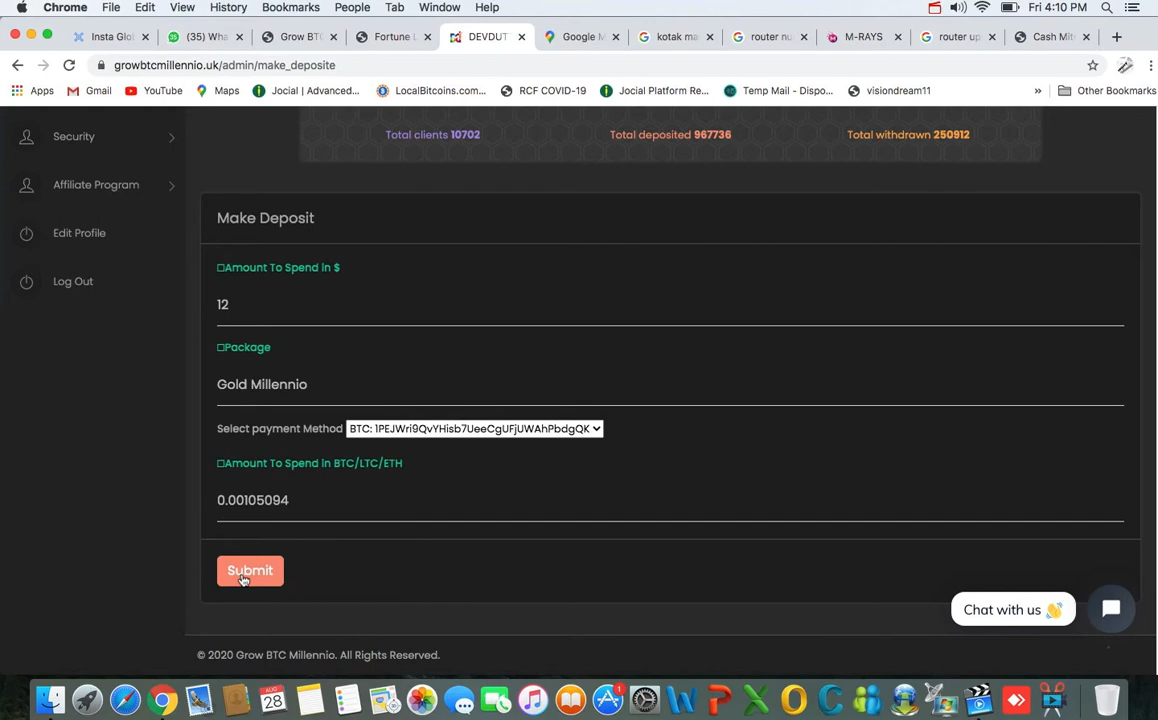 Chrome File Edit View History Bookmarks People Tab Window Help Fri 4:10 PM
Insta Glo (35) Wha Grow BT Fortune L DEVDUT Google M kotak ma router nu M-RAYS router up Cash Mit
growbtcmillennio.uk/admin/make_deposite
Apps Gmail YouTube Maps Jocial | Advanced... LocalBitcoins.com... RCF COVID-19 Jocial Platform Re... Temp Mail - Dispo... visiondream11 » Other Bookmarks
Total clients 10702 Total deposited 967736 Total withdrawn 250912
Security
Affiliate Program
Edit Profile
Log Out
Make Deposit
Amount To Spend in $
12
Package
Gold Millennio
Select payment Method BTC: 1PEJWri9QvYHisb7UeeCgUFjUWAhPbdgQK
Amount To Spend in BTC/LTC/ETH
0.00105094
Submit
Chat with us 👋
© 2020 Grow BTC Millennio. All Rights Reserved.
AUG
28
1